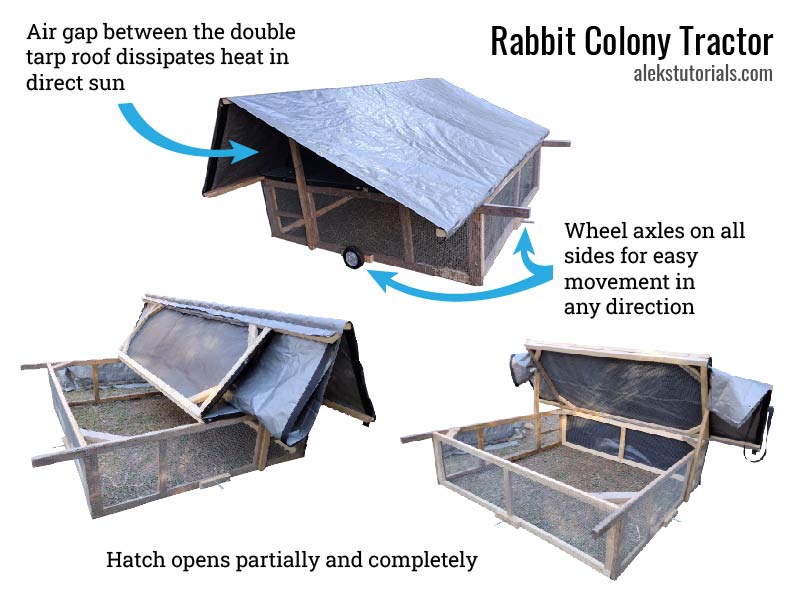 Air gap between the double
tarp roof dissipates heat in
direct sun
Rabbit Colony Tractor
alekstutorials.com
Wheel axles on all
sides for easy
movement in
any direction
Hatch opens partially and completely